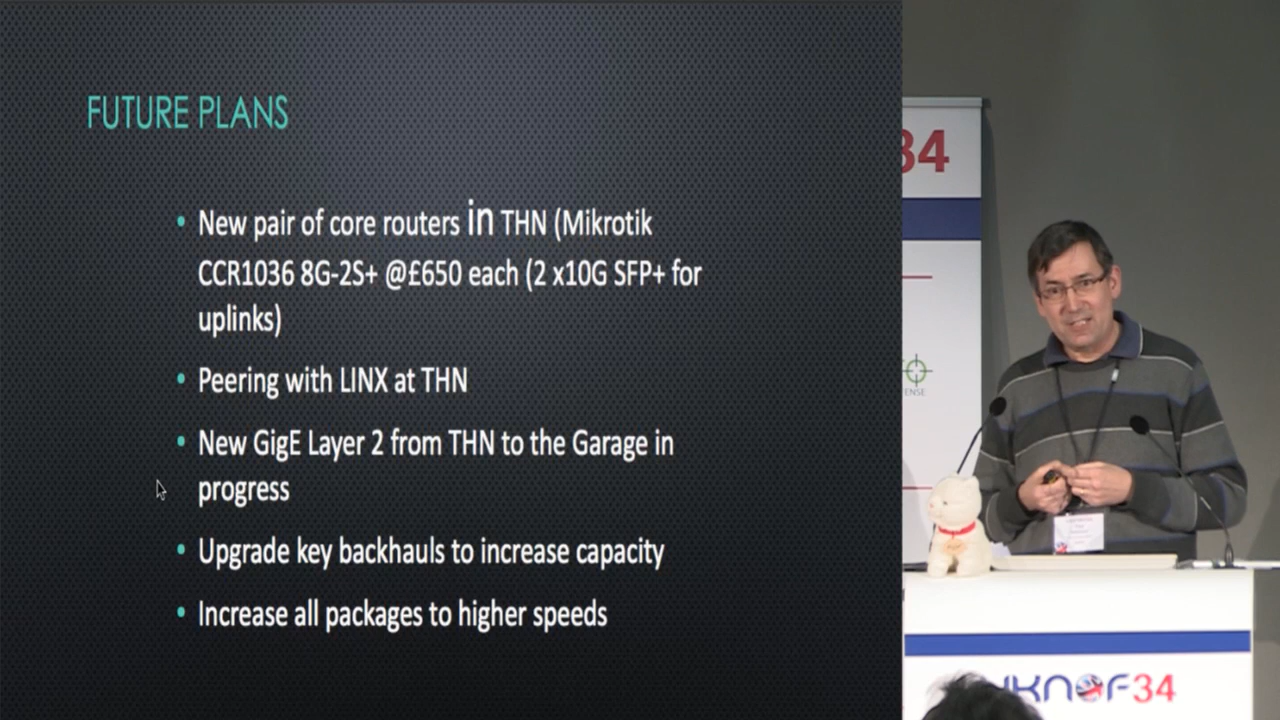 FUTURE PLANS
• New pair of core routers in THN (Mikrotik
CCR1036 8G-2S+ @£650 each (2 x10G SFP+ for
uplinks)
• Peering with LINX at THN
• New GigE Layer 2 from THN to the Garage in
progress
• Upgrade key backhauls to increase capacity
• Increase all packages to higher speeds
34
UKNOF34